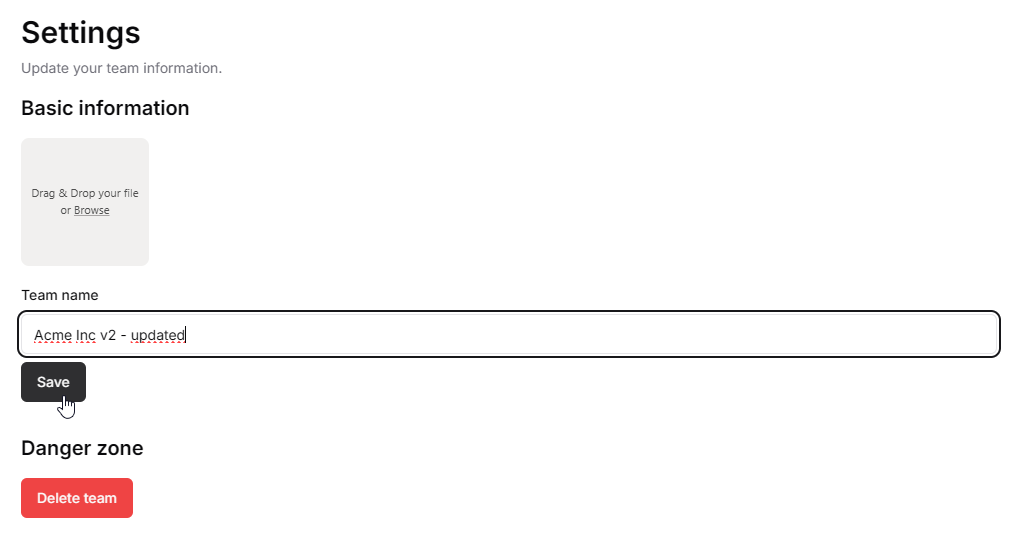 Settings
Update your team information.
Basic information
Drag & Drop your file
or Browse
Team name
Acme Inc v2 - updated
Save
Danger zone
Delete team